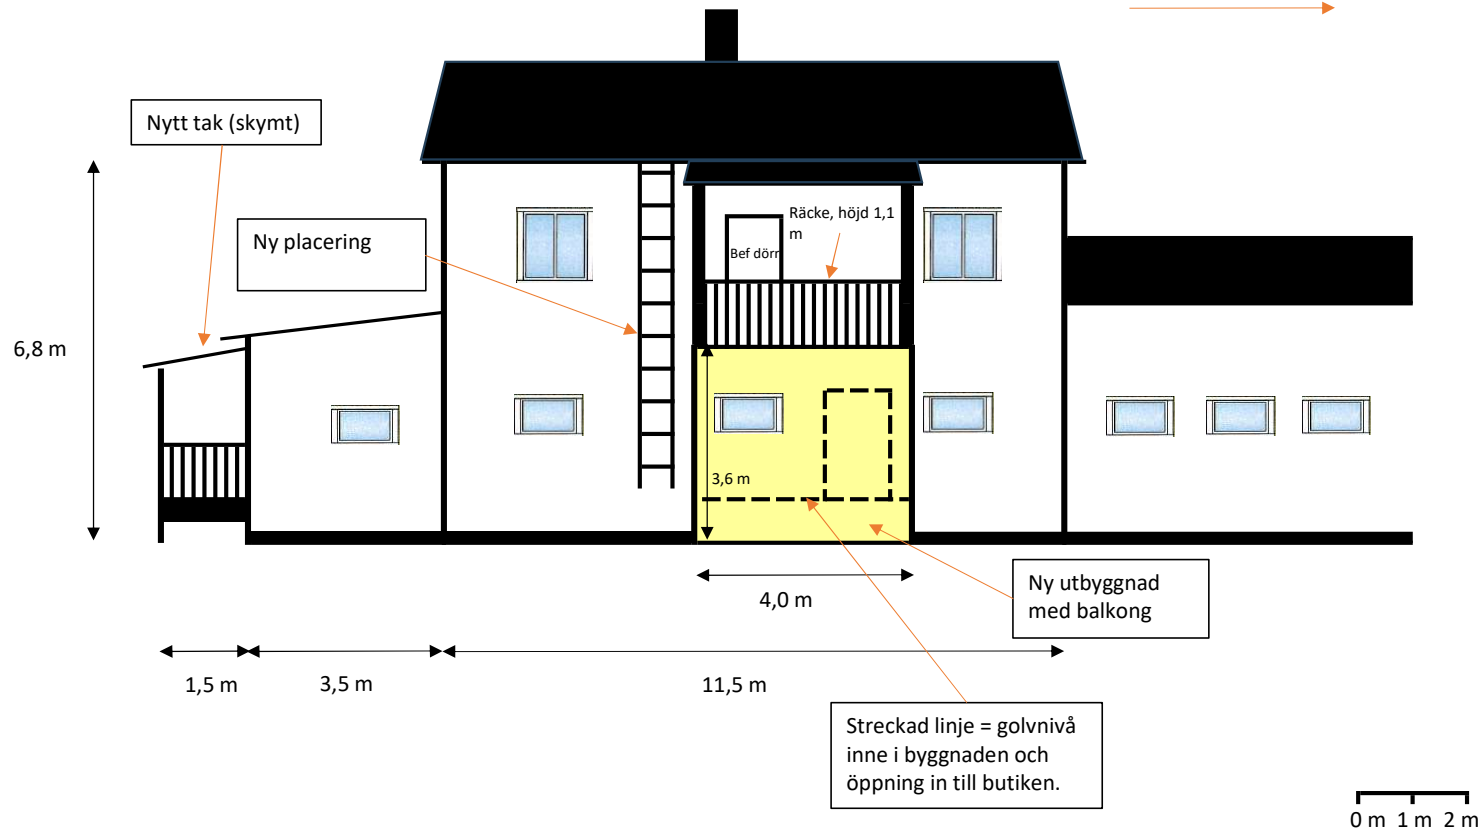 Nytt tak (skymt)
Ny placering
Räcke, höjd 1,1
m
Bef dörr
6,8 m
3,6 m
4,0 m
Ny utbyggnad
med balkong
1,5 m
3,5 m
11,5 m
Streckad linje = golvnivå
inne i byggnaden och
öppning in till butiken.
0 m 1 m 2 m